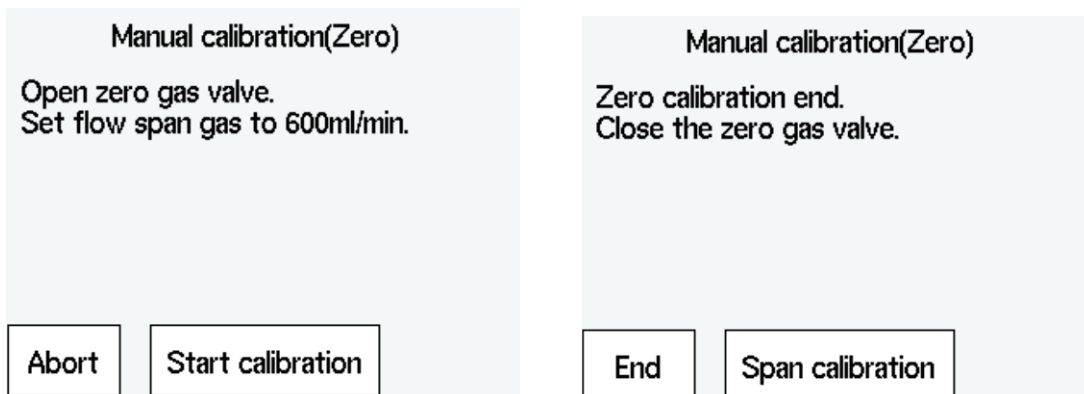 Manual calibration(Zero)
Open zero gas valve.
Set flow span gas to 600ml/min.
Abort
Start calibration
Manual calibration(Zero)
Zero calibration end.
Close the zero gas valve.
End
Span calibration